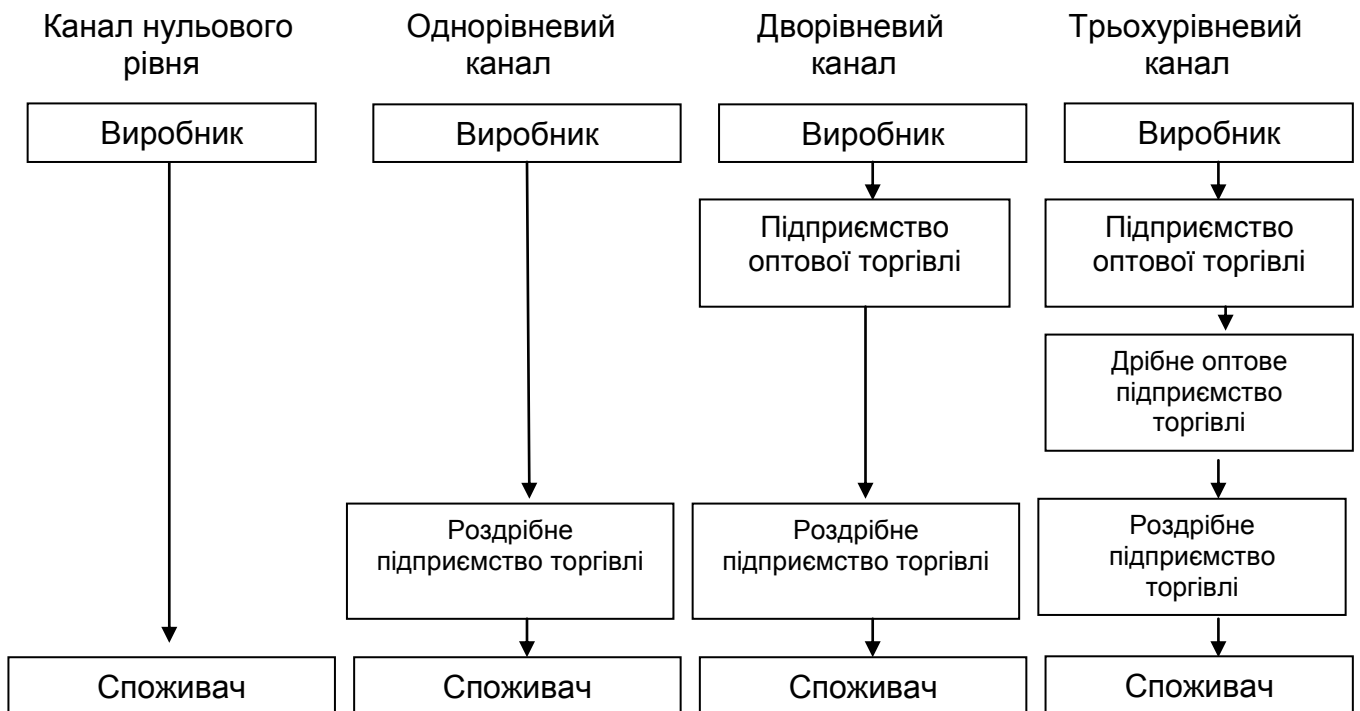 Канал нульового
рівня
Однорівневий
канал
Дворівневий
канал
Трьохурівневий
канал
Виробник
Виробник
Виробник
Виробник
Підприємство
оптової торгівлі
Підприємство
оптової торгівлі
Дрібне оптове
підприємство
торгівлі
Роздрібне
підприємство торгівлі
Роздрібне
підприємство торгівлі
Роздрібне
підприємство
торгівлі
Споживач
Споживач
Споживач
Споживач